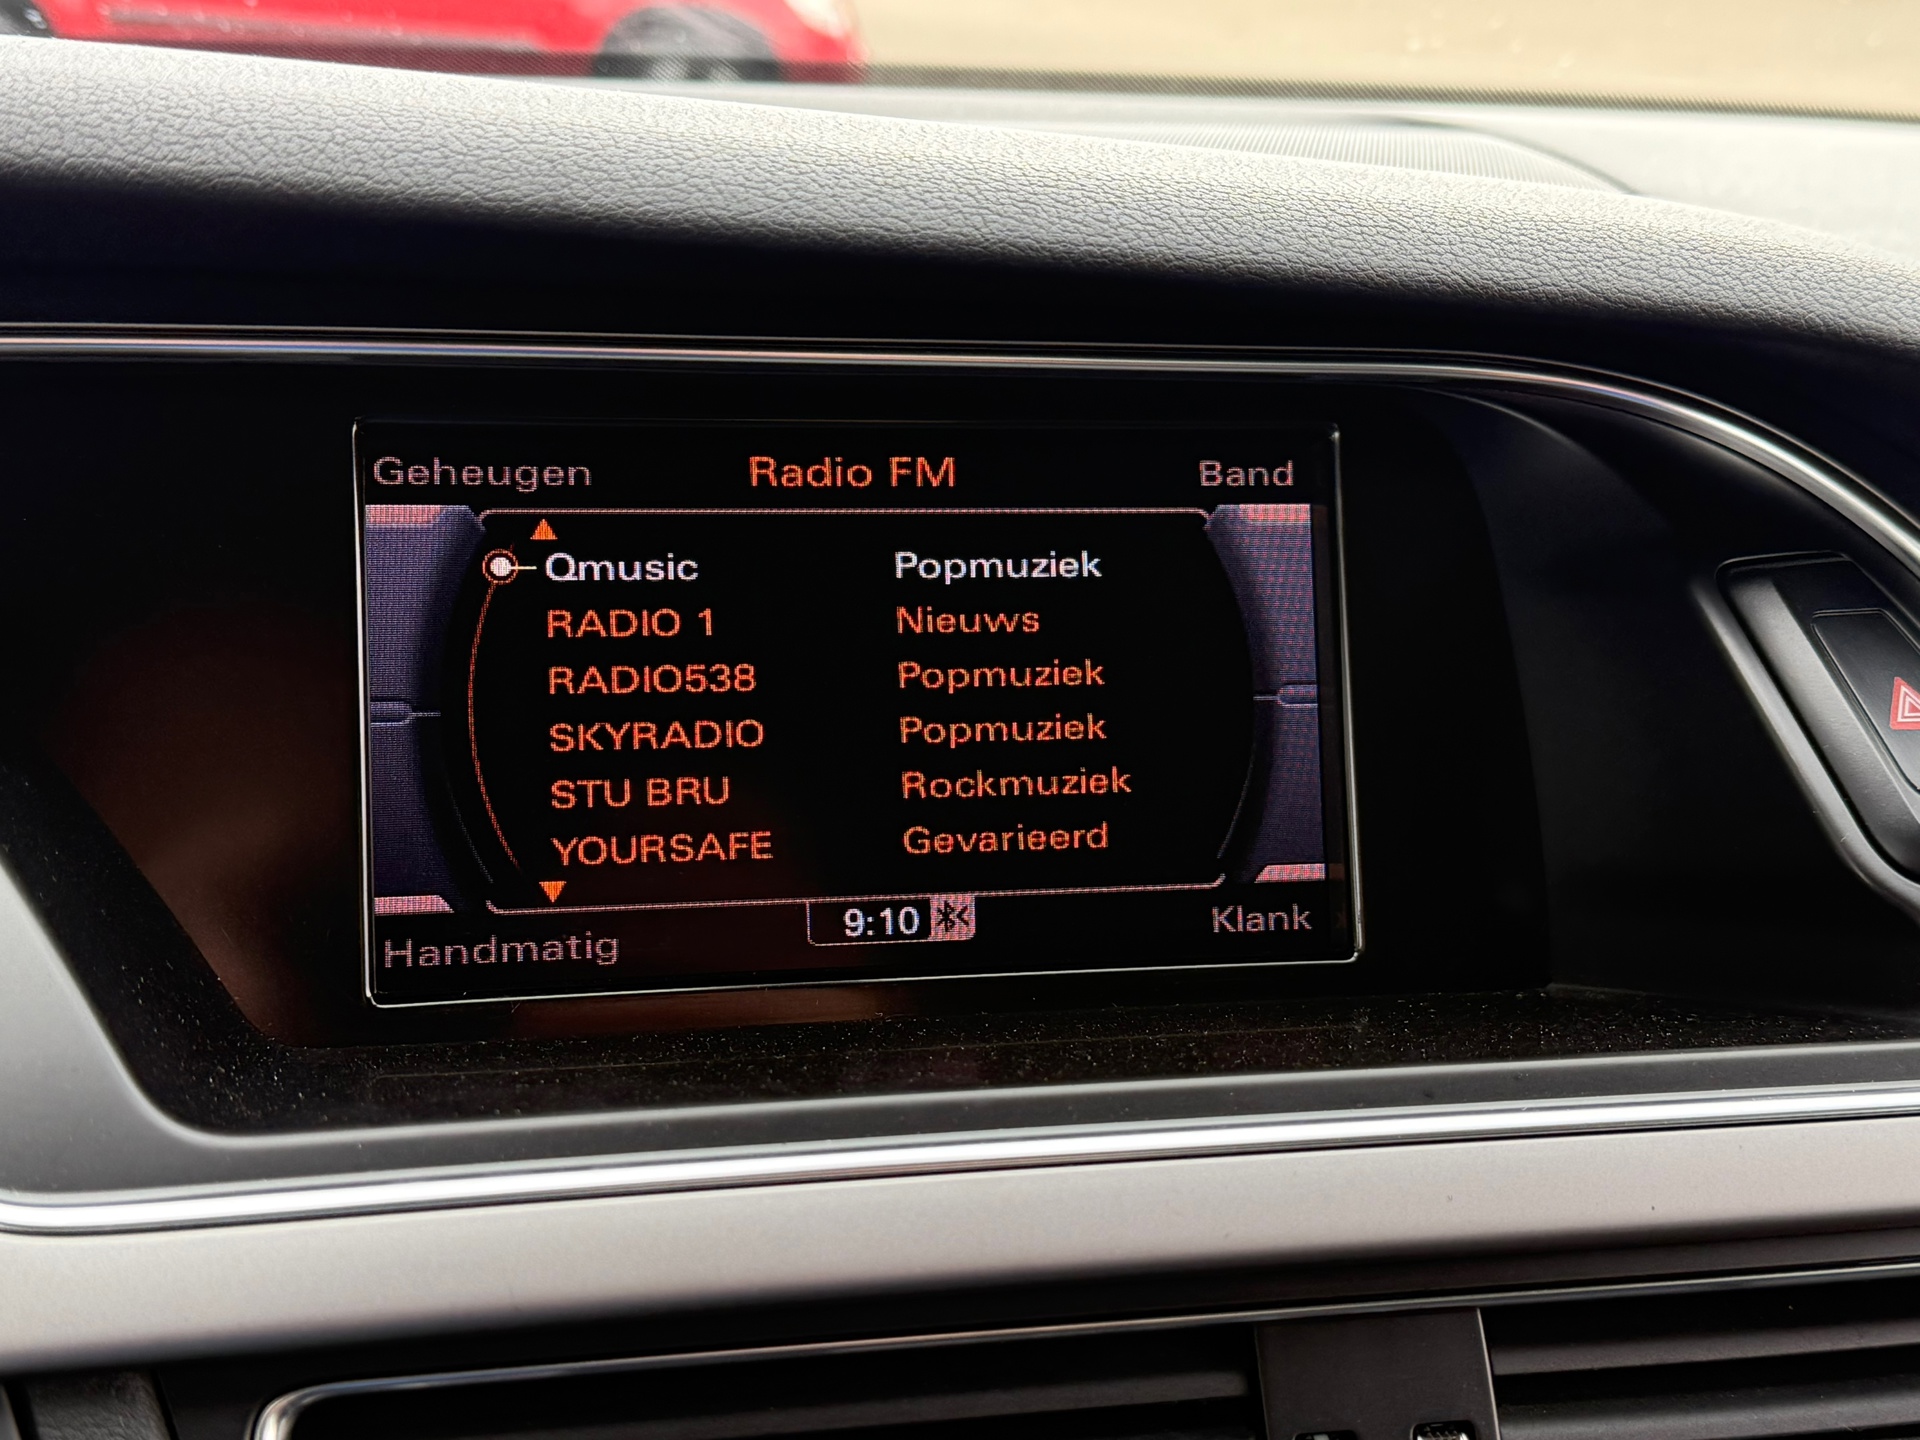 Geheugen Radio FM Band
Qmusic Popmuziek
RADIO 1 Nieuws
RADIO538 Popmuziek
SKYRADIO Popmuziek
STU BRU Rockmuziek
YOURSAFE Gevarieerd
Handmatig 9:10 Klank